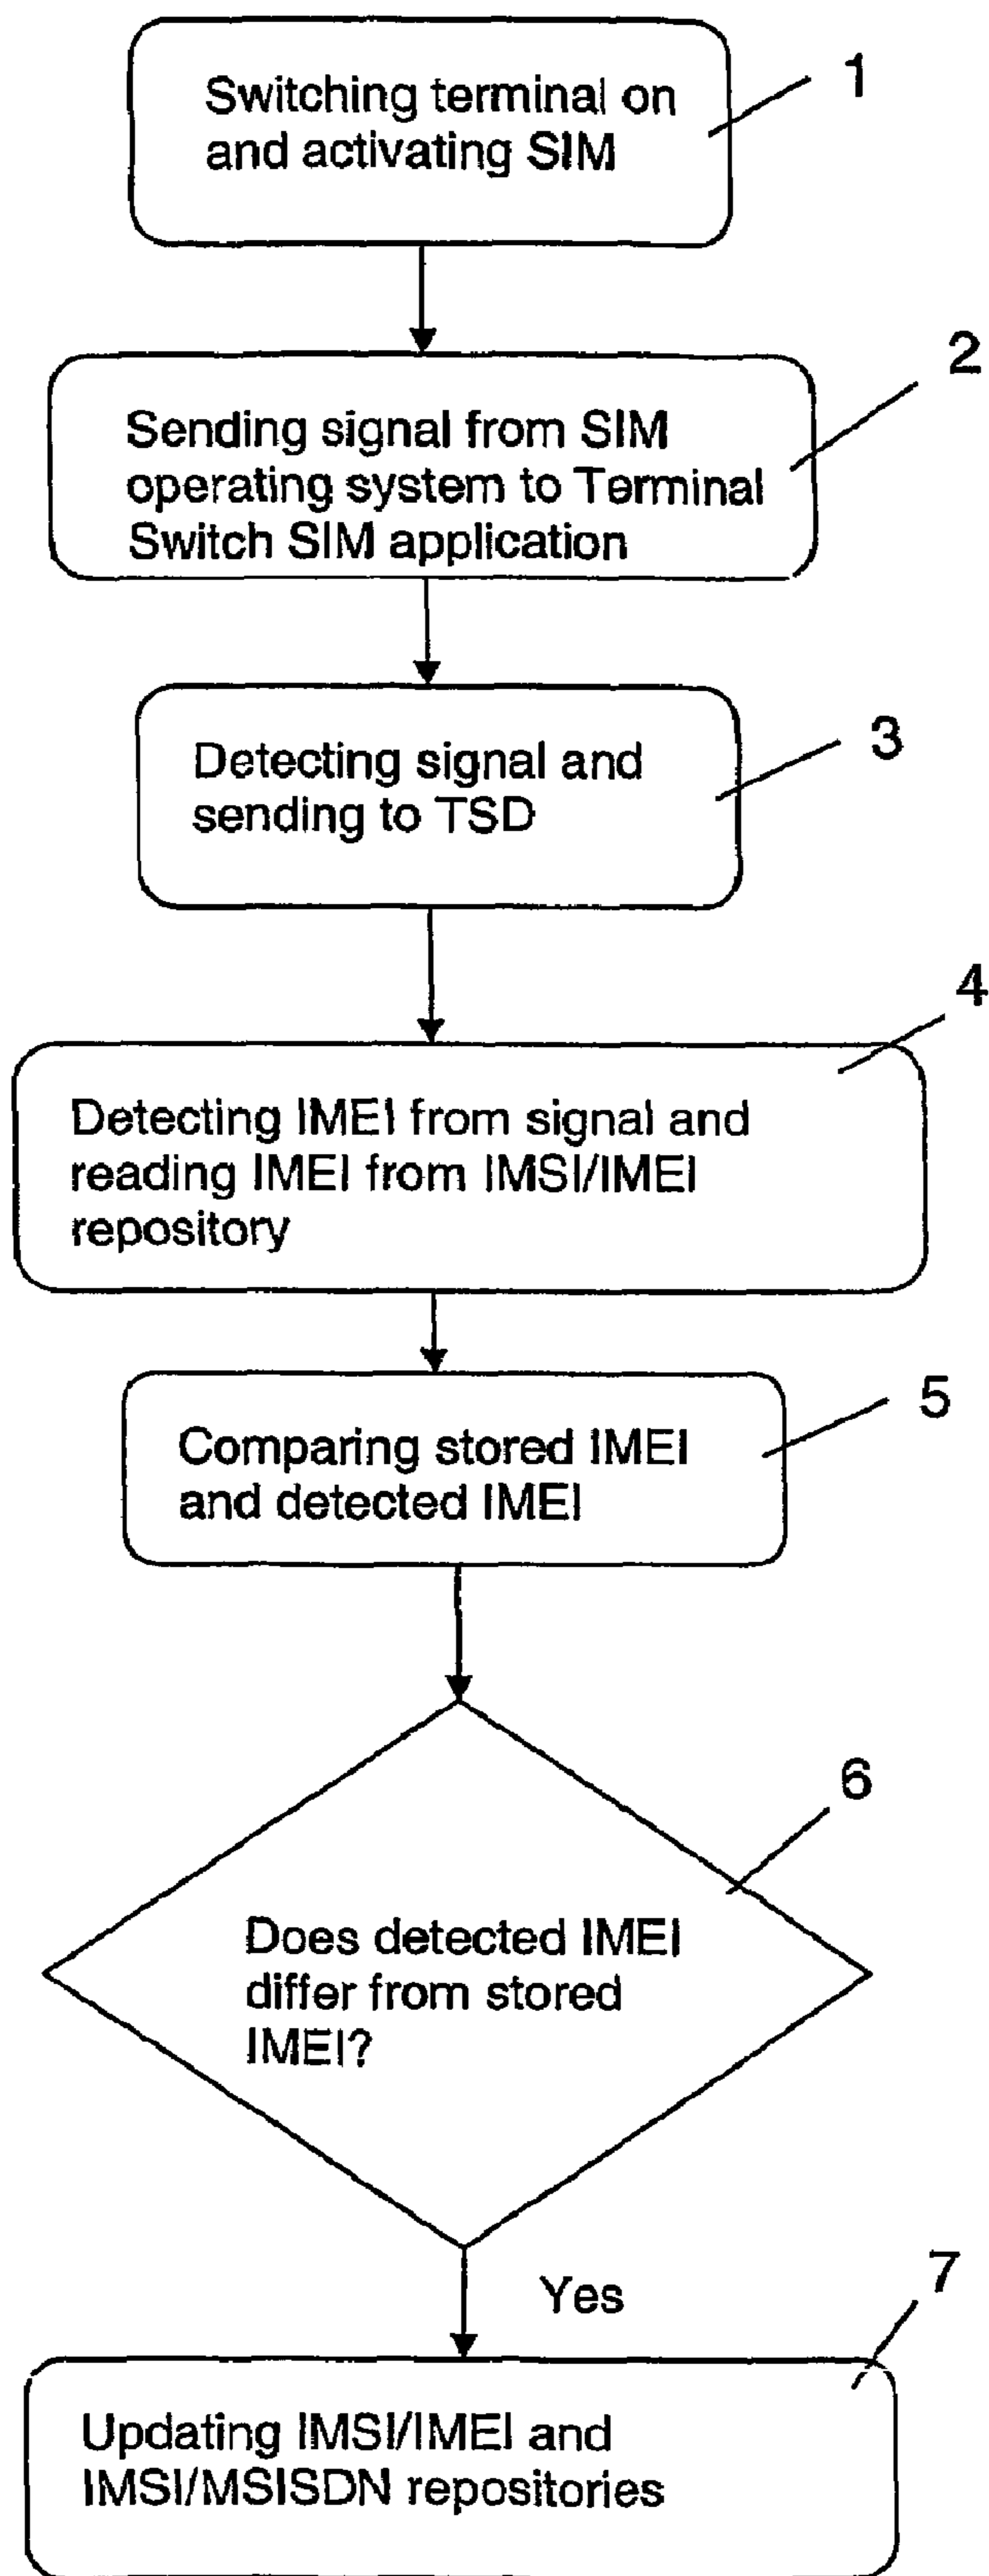 Switching terminal on
and activating SIM
1
Sending signal from SIM
operating system to Terminal
Switch SIM application
2
Detecting signal and
sending to TSD
3
Detecting IMEI from signal and
reading IMEI from IMSI/IMEI
repository
4
Comparing stored IMEI
and detected IMEI
5
Does detected IMEI
differ from stored
IMEI?
6
Yes
Updating IMSI/IMEI and
IMSI/MSISDN repositories
7